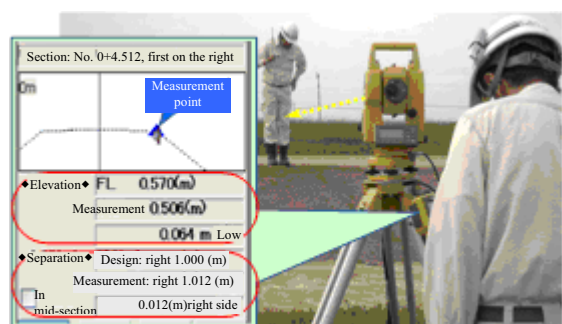 Section: No. 0+4.512, first on the right
0m
Measurement
point
◆Elevation◆ FL 0.570(m)
Measurement 0.506(m)
0.064 m Low
◆Separation◆ Design: right 1.000 (m)
Measurement: right 1.012 (m)
In
mid-section 0.012(m)right side